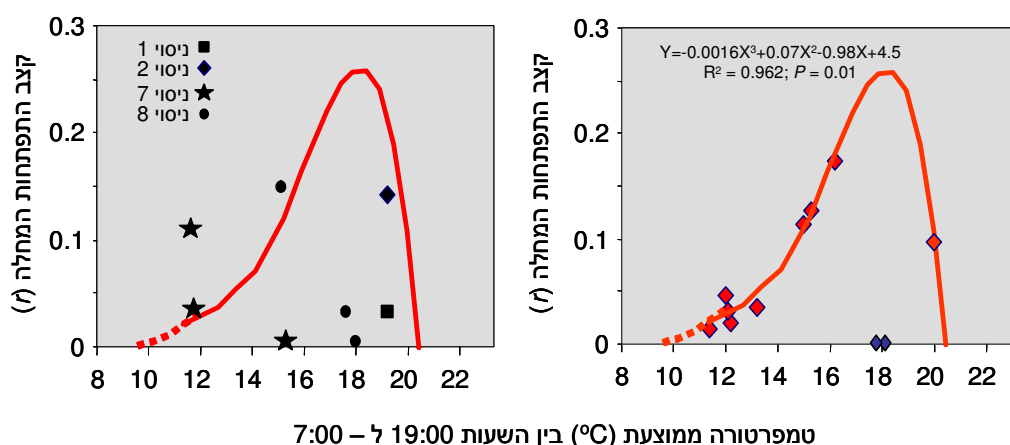 קצב התפתחות המחלה (r)
0.3
0.2
0.1
0
ניסוי 1
ניסוי 2
ניסוי 7
ניסוי 8
8 10 12 14 16 18 20 22
קצב התפתחות המחלה (r)
0.3
0.2
0.1
0
Y=-0.0016X³+0.07X²-0.98X+4.5
R² = 0.962; P = 0.01
8 10 12 14 16 18 20 22
טמפרטורה ממוצעת (ºC) בין השעות 19:00 ל – 7:00